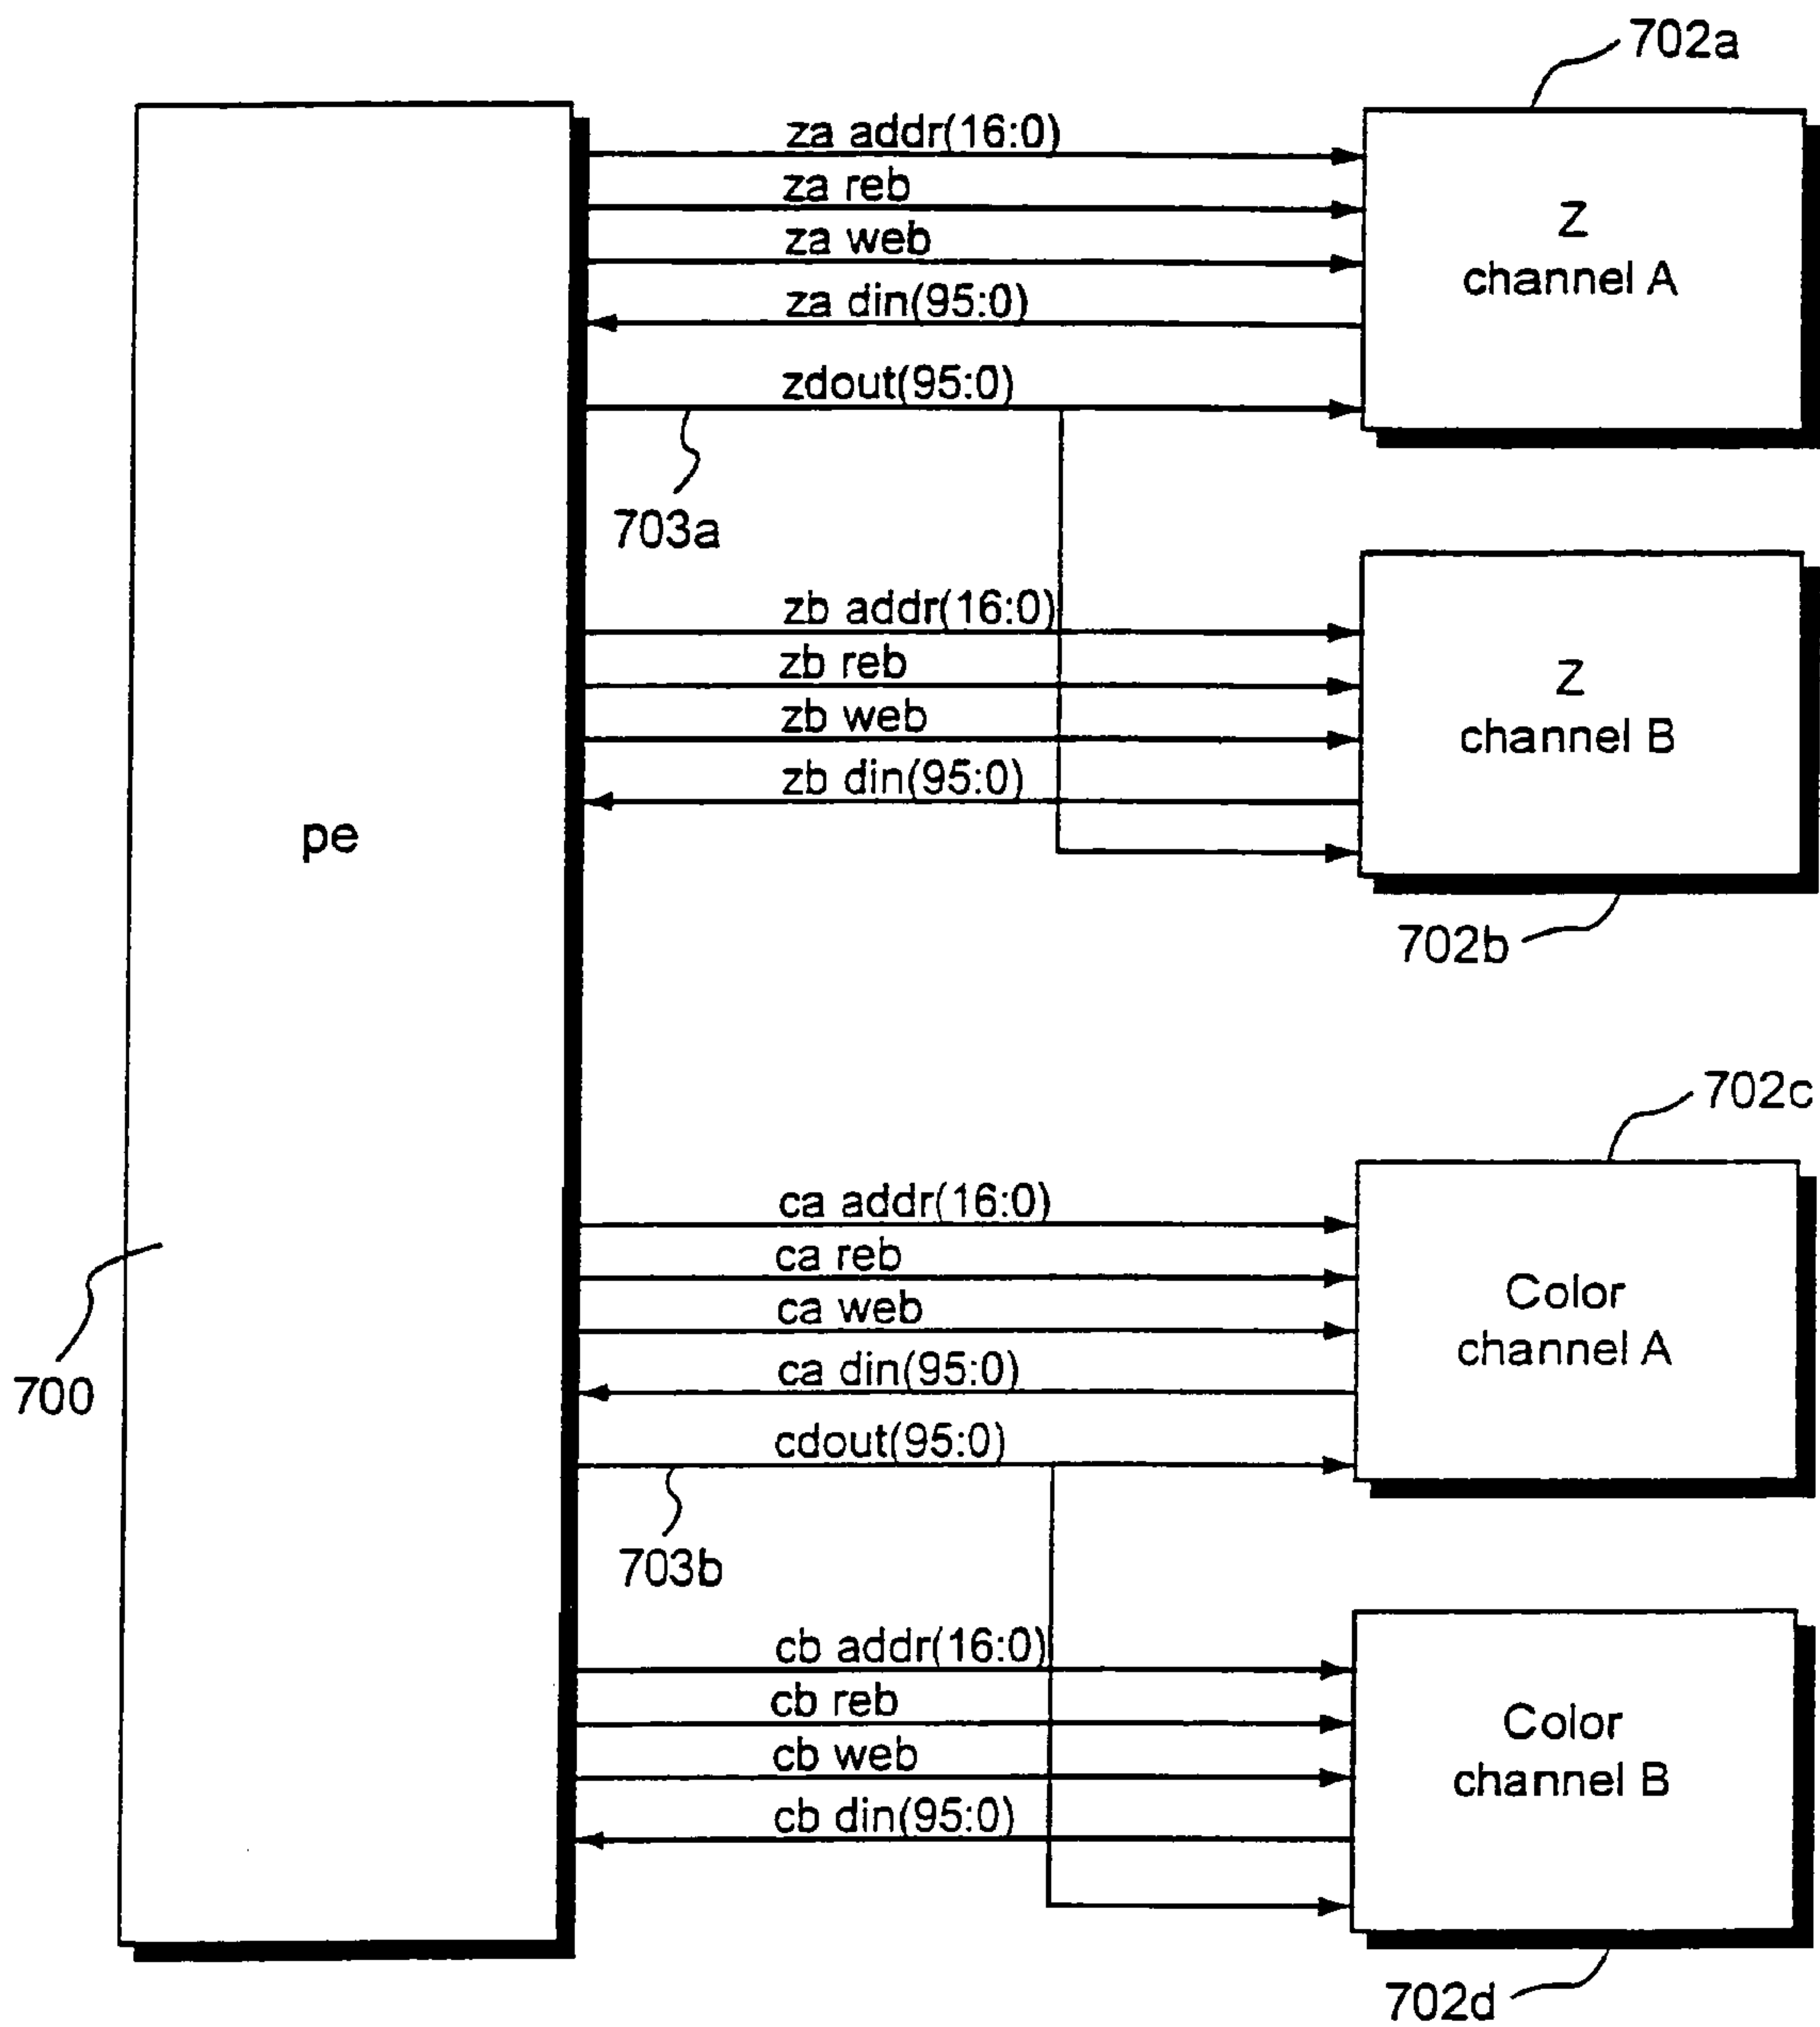 702a
za addr(16:0)
za reb
za web
za din(95:0)
zdout(95:0)
Z
channel A
703a
zb addr(16:0)
zb reb
zb web
zb din(95:0)
Z
channel B
pe
702b
702c
ca addr(16:0)
ca reb
ca web
ca din(95:0)
cdout(95:0)
Color
channel A
700
703b
cb addr(16:0)
cb reb
cb web
cb din(95:0)
Color
channel B
702d